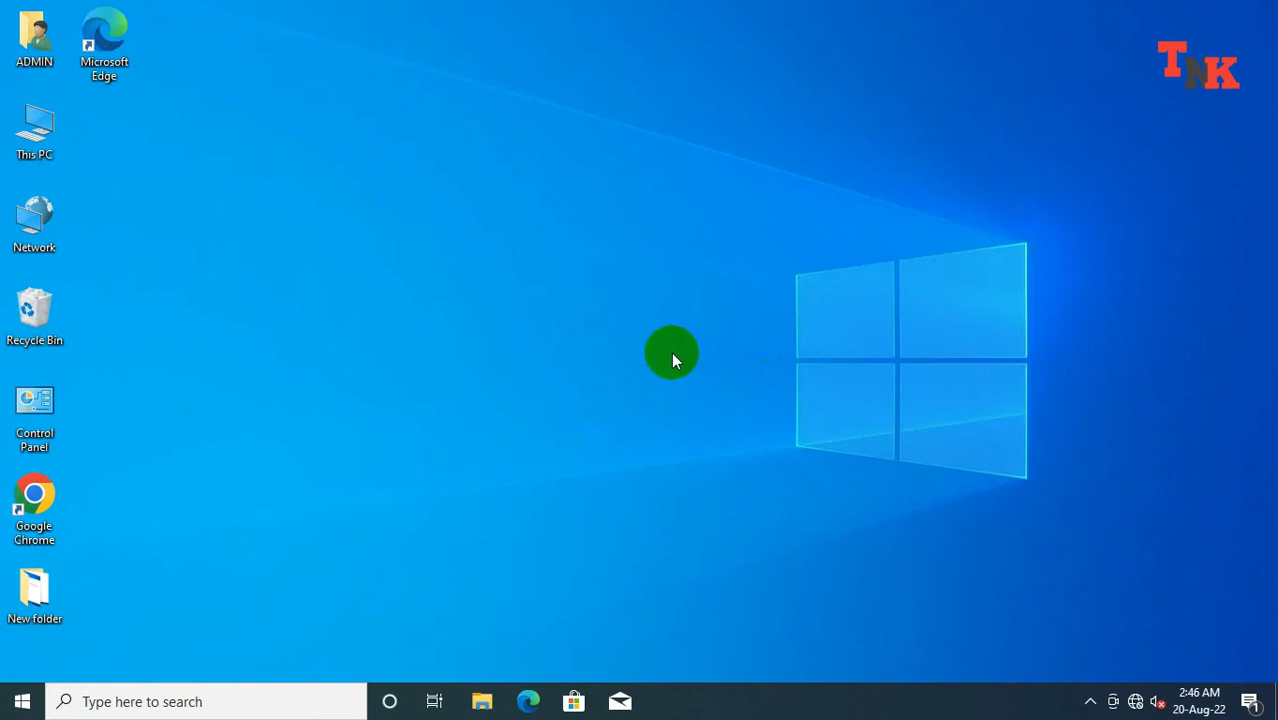 ADMIN
Microsoft
Edge
TNK
This PC
Network
Recycle Bin
Control
Panel
Google
Chrome
New folder
Type here to search
2:46 AM
20-Aug-22
1